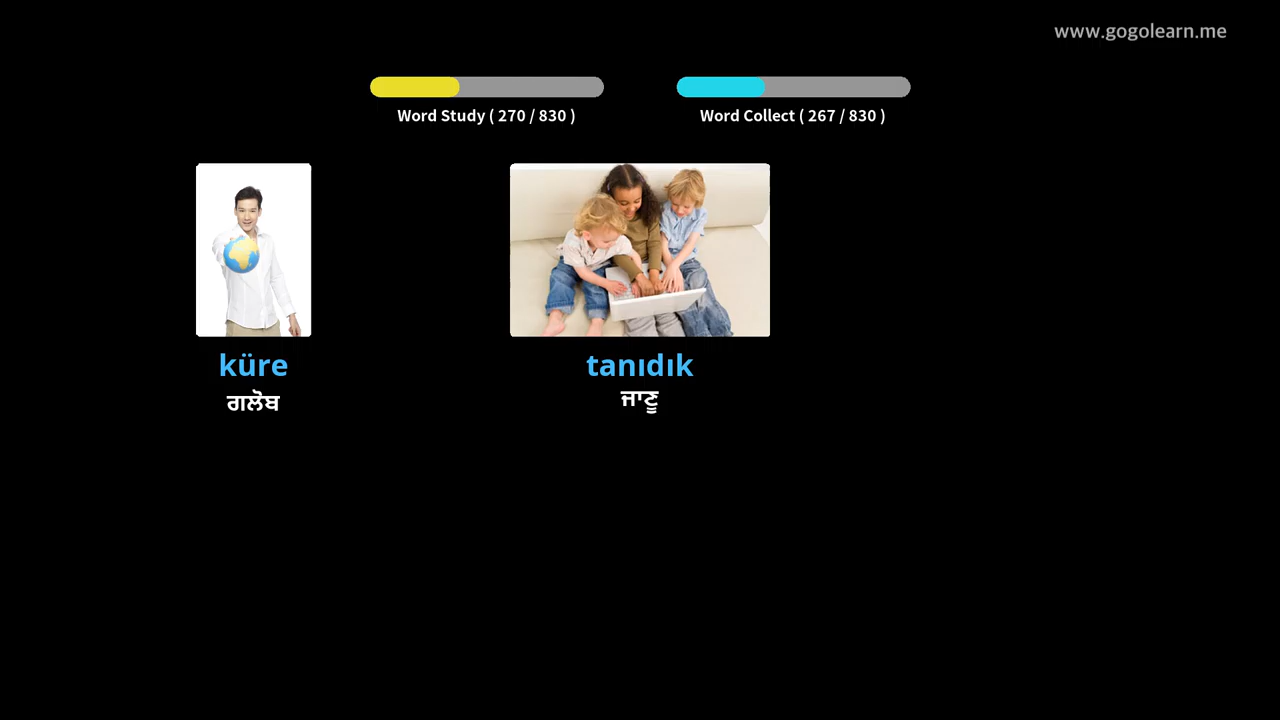 www.gogolearn.me
Word Study ( 270 / 830 )
Word Collect ( 267 / 830 )
küre
ਗਲੋਬ
tanıdık
ਜਾਣੂ